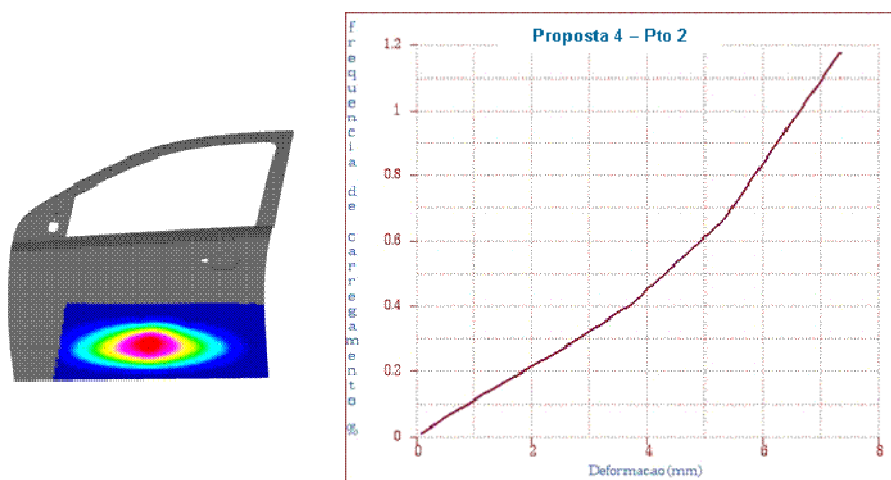 Proposta 4 – Pto 2
frequencia de carregamento %
1.2
1
0.8
0.6
0.4
0.2
0
0 2 4 6 8
Deformacao (mm)